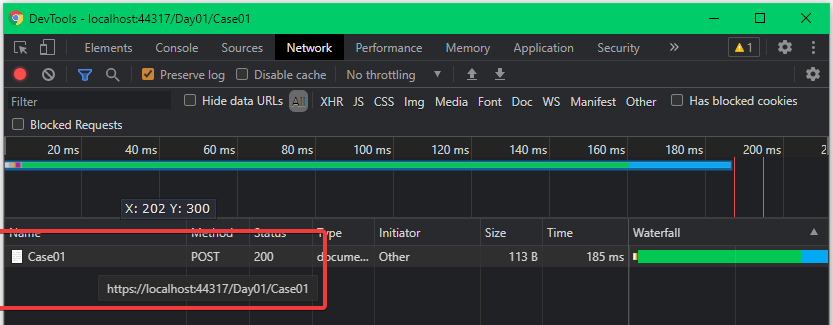 DevTools - localhost:44317/Day01/Case01
Elements Console Sources Network Performance Memory Application Security » 1
Preserve log Disable cache No throttling ▼
Filter Hide data URLs All XHR JS CSS Img Media Font Doc WS Manifest Other Has blocked cookies
Blocked Requests
20 ms 40 ms 60 ms 80 ms 100 ms 120 ms 140 ms 160 ms 180 ms 200 ms 2
X: 202 Y: 300
Name Method Status Type Initiator Size Time Waterfall ▲
Case01 POST 200 docume... Other 113 B 185 ms
https://localhost:44317/Day01/Case01